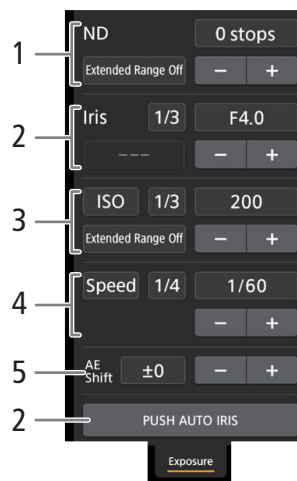 1 ND 0 stops
Extended Range Off − +
2 Iris 1/3 F4.0
--- − +
3 ISO 1/3 200
Extended Range Off − +
4 Speed 1/4 1/60
− +
5 AE Shift ±0 − +
2 PUSH AUTO IRIS
Exposure